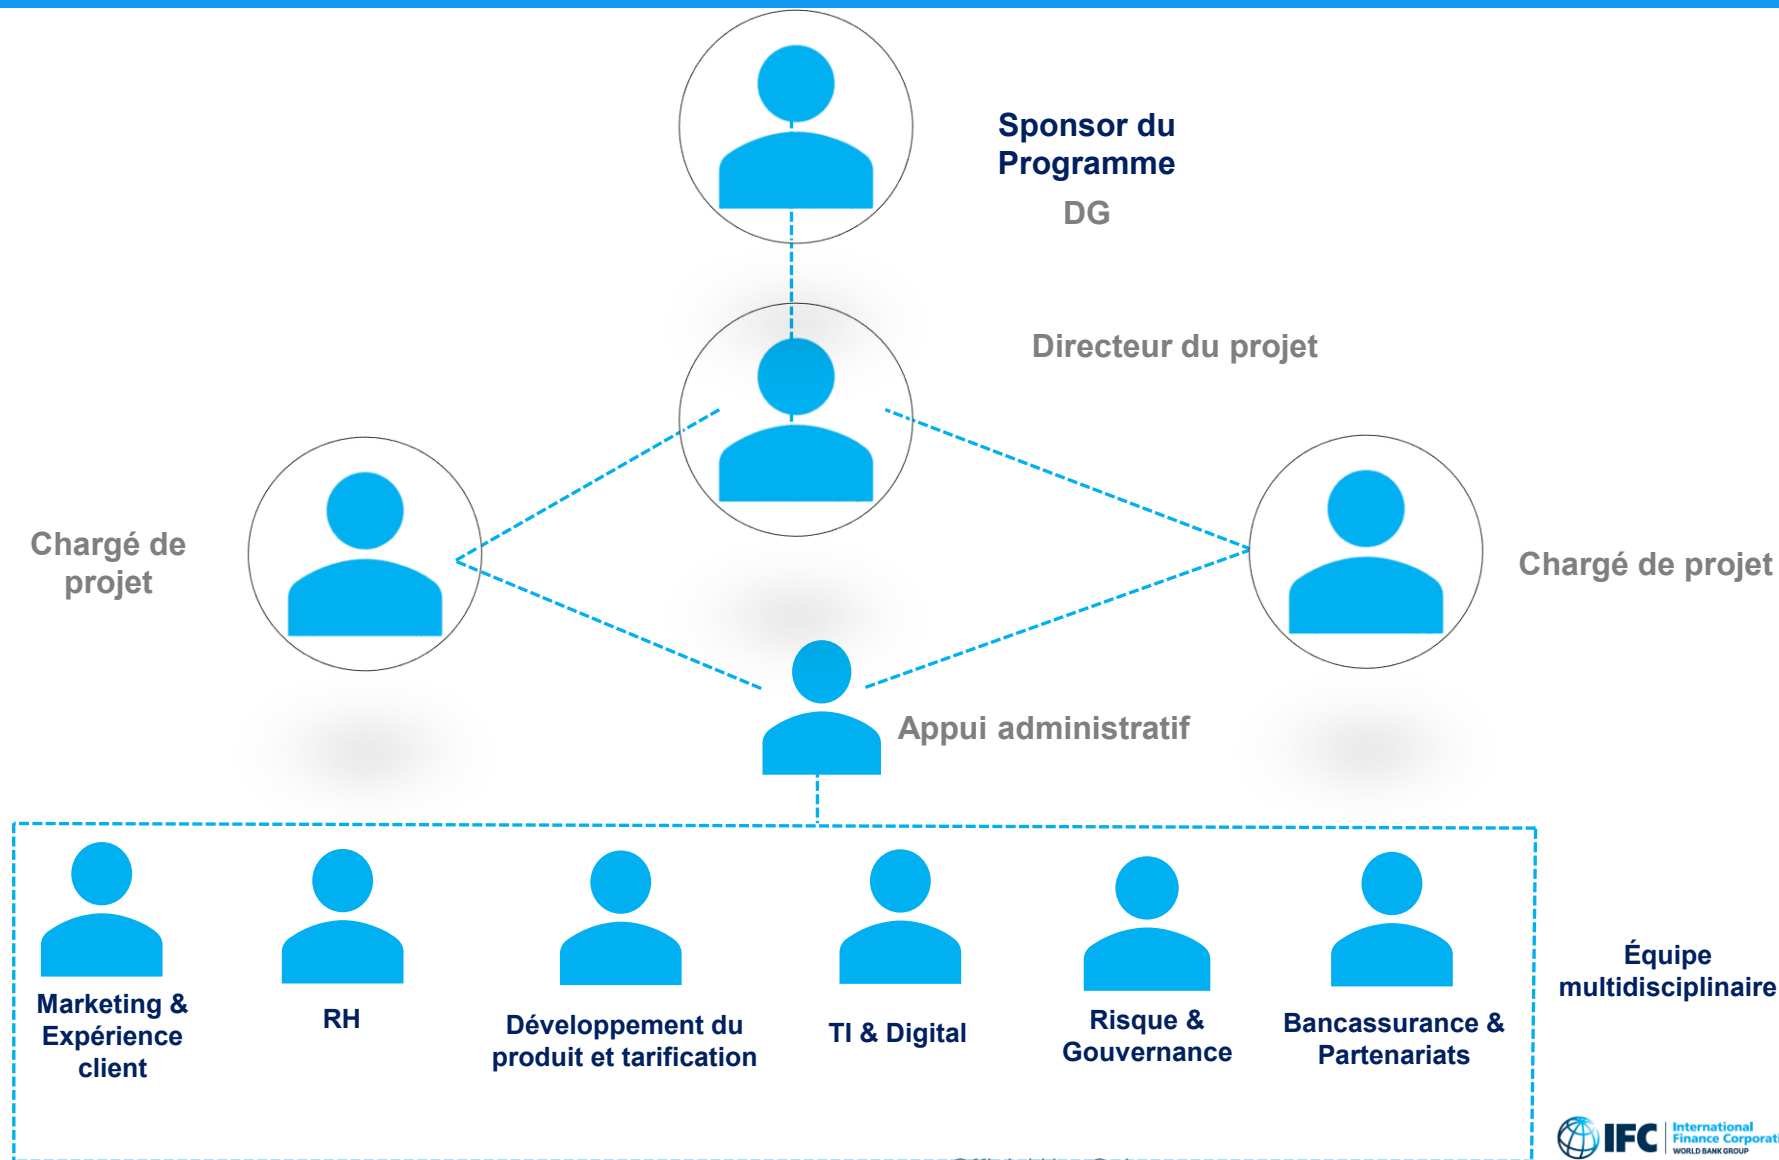 Sponsor du
Programme
DG
Directeur du projet
Chargé de
projet
Chargé de projet
Appui administratif
Marketing &
Expérience
client
RH
Développement du
produit et tarification
TI & Digital
Risque &
Gouvernance
Bancassurance &
Partenariats
Équipe
multidisciplinaire
IFC
International
Finance Corporati
WORLD BANK GROUP